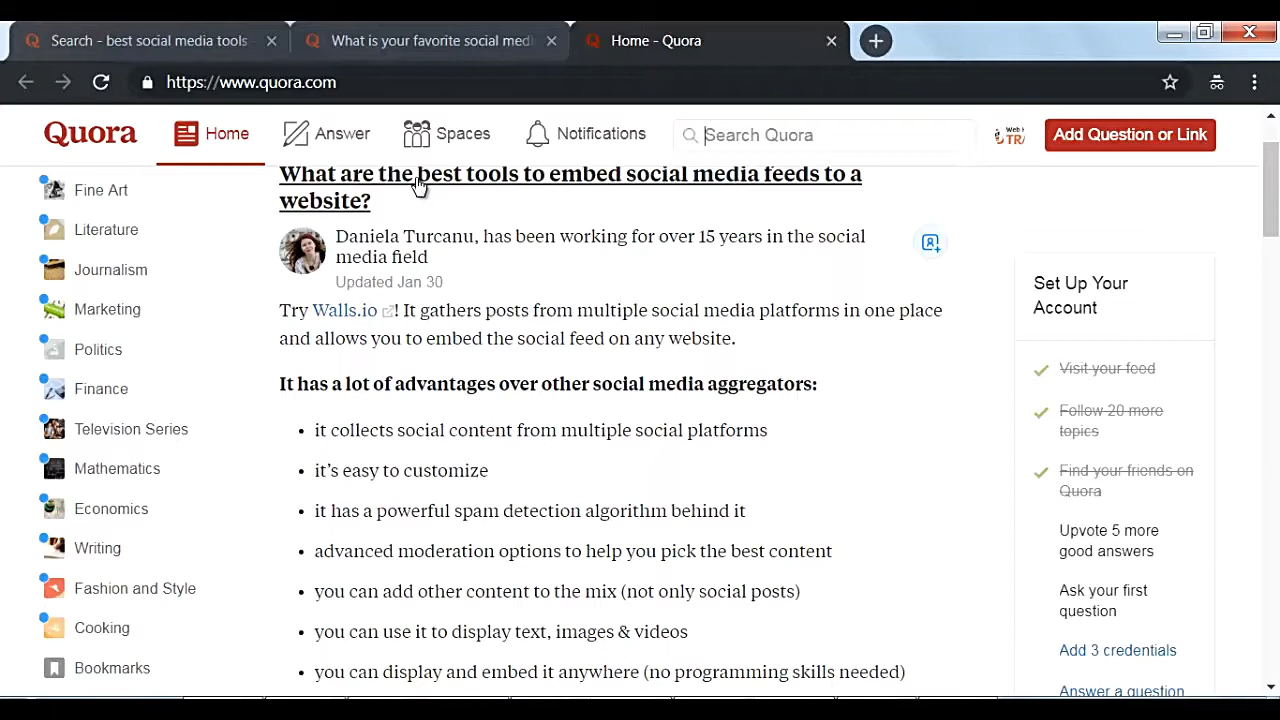 Search - best social media tools
What is your favorite social med
Home - Quora
https://www.quora.com
Quora
Home
Answer
Spaces
Notifications
Search Quora
Add Question or Link
Fine Art
Literature
Journalism
Marketing
Politics
Finance
Television Series
Mathematics
Economics
Writing
Fashion and Style
Cooking
Bookmarks
What are the best tools to embed social media feeds to a
website?
Daniela Turcanu, has been working for over 15 years in the social
media field
Updated Jan 30
Try Walls.io! It gathers posts from multiple social media platforms in one place
and allows you to embed the social feed on any website.
It has a lot of advantages over other social media aggregators:
• it collects social content from multiple social platforms
• it’s easy to customize
• it has a powerful spam detection algorithm behind it
• advanced moderation options to help you pick the best content
• you can add other content to the mix (not only social posts)
• you can use it to display text, images & videos
• you can display and embed it anywhere (no programming skills needed)
Set Up Your
Account
Visit your feed
Follow 20 more
topics
Find your friends on
Quora
Upvote 5 more
good answers
Ask your first
question
Add 3 credentials
Answer a question